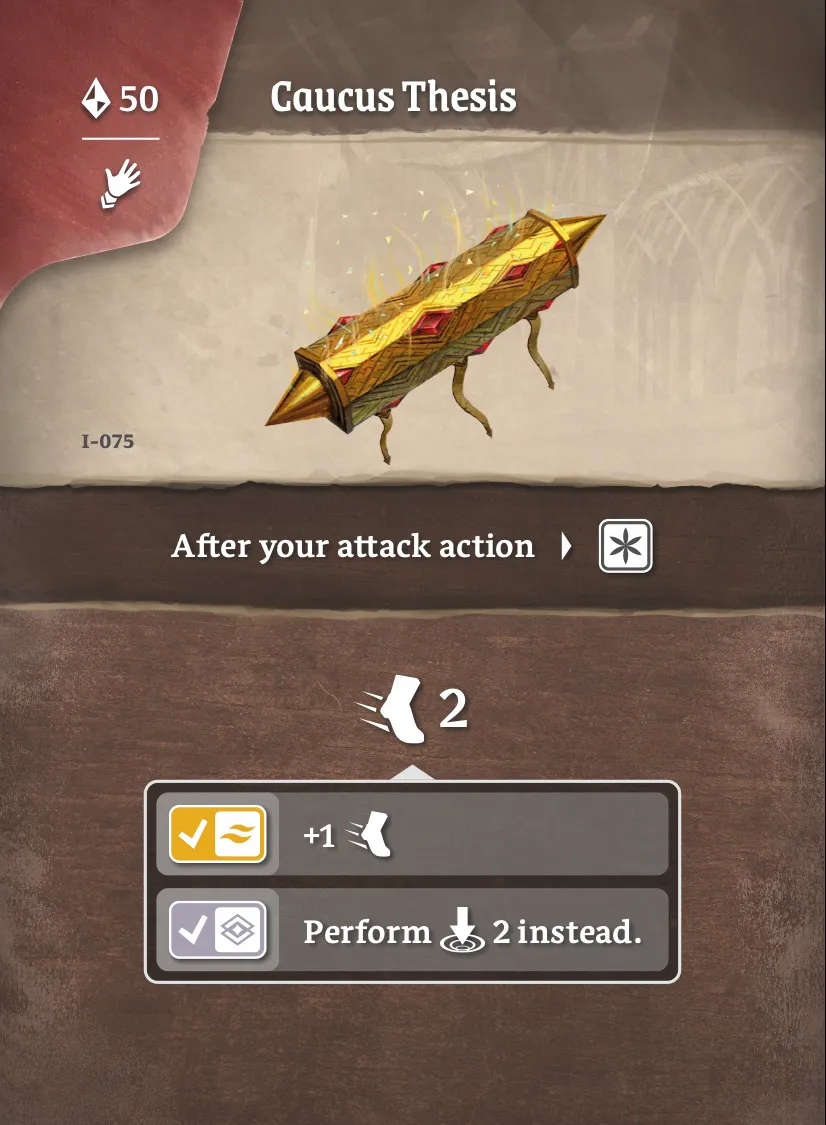 50
Caucus Thesis
I-075
After your attack action
2
+1
Perform 2 instead.